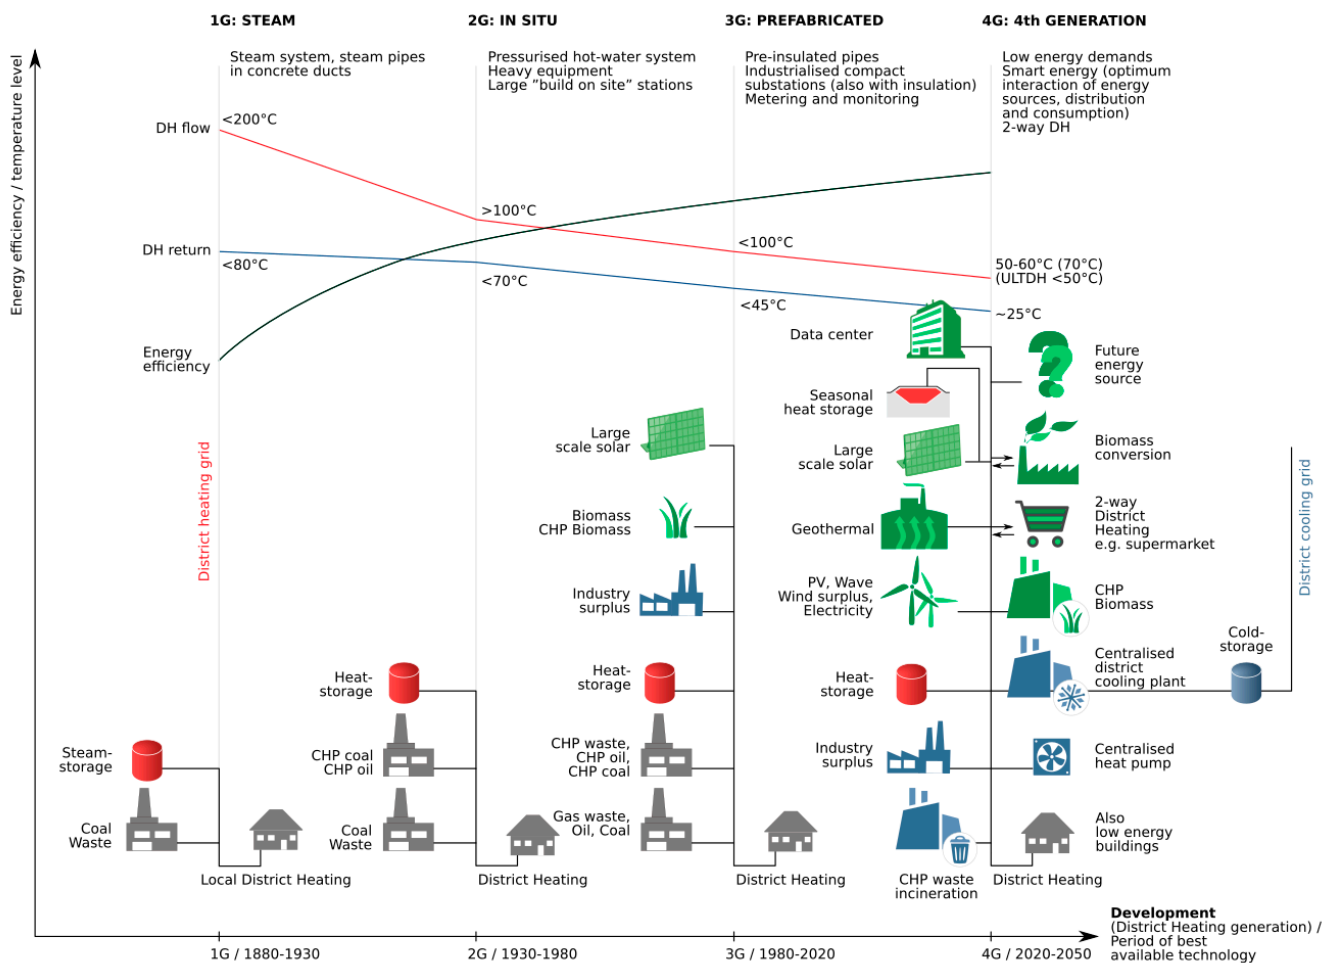 1G: STEAM
2G: IN SITU
3G: PREFABRICATED
4G: 4th GENERATION
Steam system, steam pipes
in concrete ducts
Pressurised hot-water system
Heavy equipment
Large ”build on site” stations
Pre-insulated pipes
Industrialised compact
substations (also with insulation)
Metering and monitoring
Low energy demands
Smart energy (optimum
interaction of energy
sources, distribution
and consumption)
2-way DH
Energy efficiency / temperature level
DH flow
<200°C
>100°C
<100°C
50-60°C (70°C)
(ULTDH <50°C)
DH return
<80°C
<70°C
<45°C
~25°C
Energy
efficiency
District heating grid
District cooling grid
Steam-
storage
Coal
Waste
Local District Heating
Heat-
storage
CHP coal
CHP oil
Coal
Waste
District Heating
Large
scale solar
Biomass
CHP Biomass
Industry
surplus
Heat-
storage
CHP waste,
CHP oil,
CHP coal
Gas waste,
Oil, Coal
District Heating
Data center
Seasonal
heat storage
Large
scale solar
Geothermal
PV, Wave
Wind surplus,
Electricity
Heat-
storage
Industry
surplus
CHP waste
incineration
Future
energy
source
Biomass
conversion
2-way
District
Heating
e.g. supermarket
CHP
Biomass
Centralised
district
cooling plant
Cold-
storage
Centralised
heat pump
Also
low energy
buildings
District Heating
Development
(District Heating generation) /
Period of best
available technology
1G / 1880-1930
2G / 1930-1980
3G / 1980-2020
4G / 2020-2050